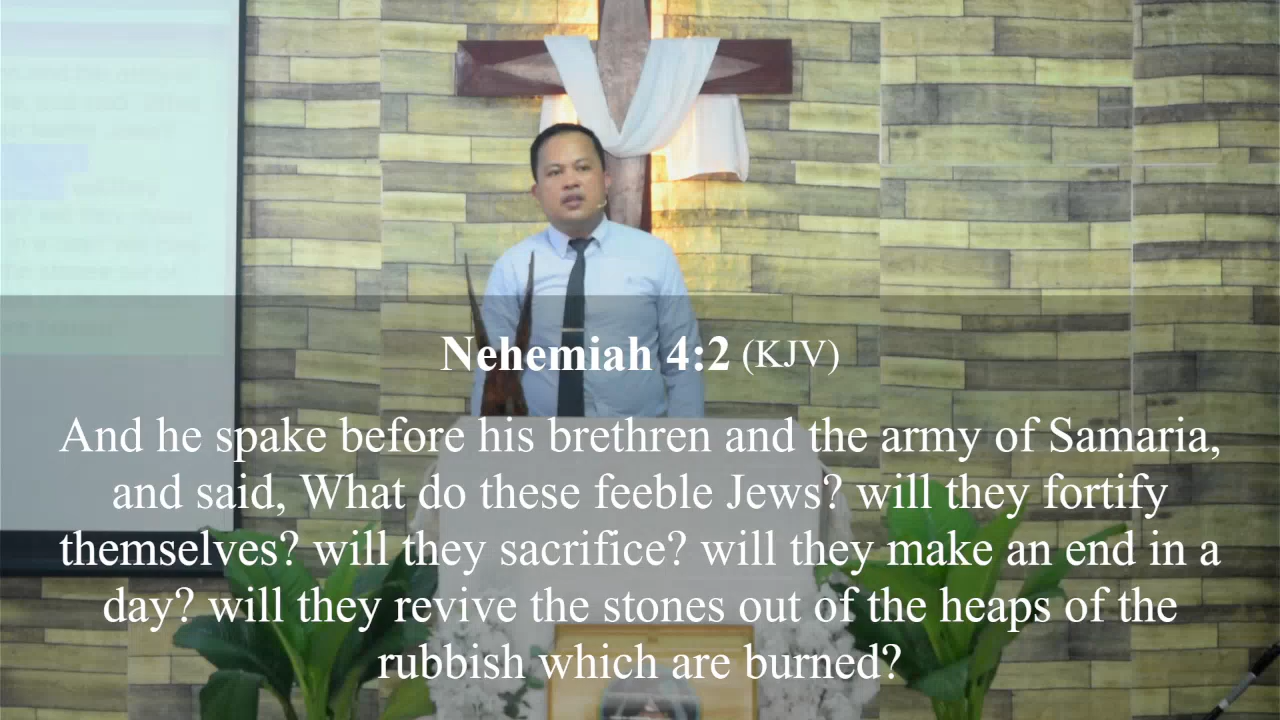 Nehemiah 4:2 (KJV)
And he spake before his brethren and the army of Samaria,
and said, What do these feeble Jews? will they fortify
themselves? will they sacrifice? will they make an end in a
day? will they revive the stones out of the heaps of the
rubbish which are burned?